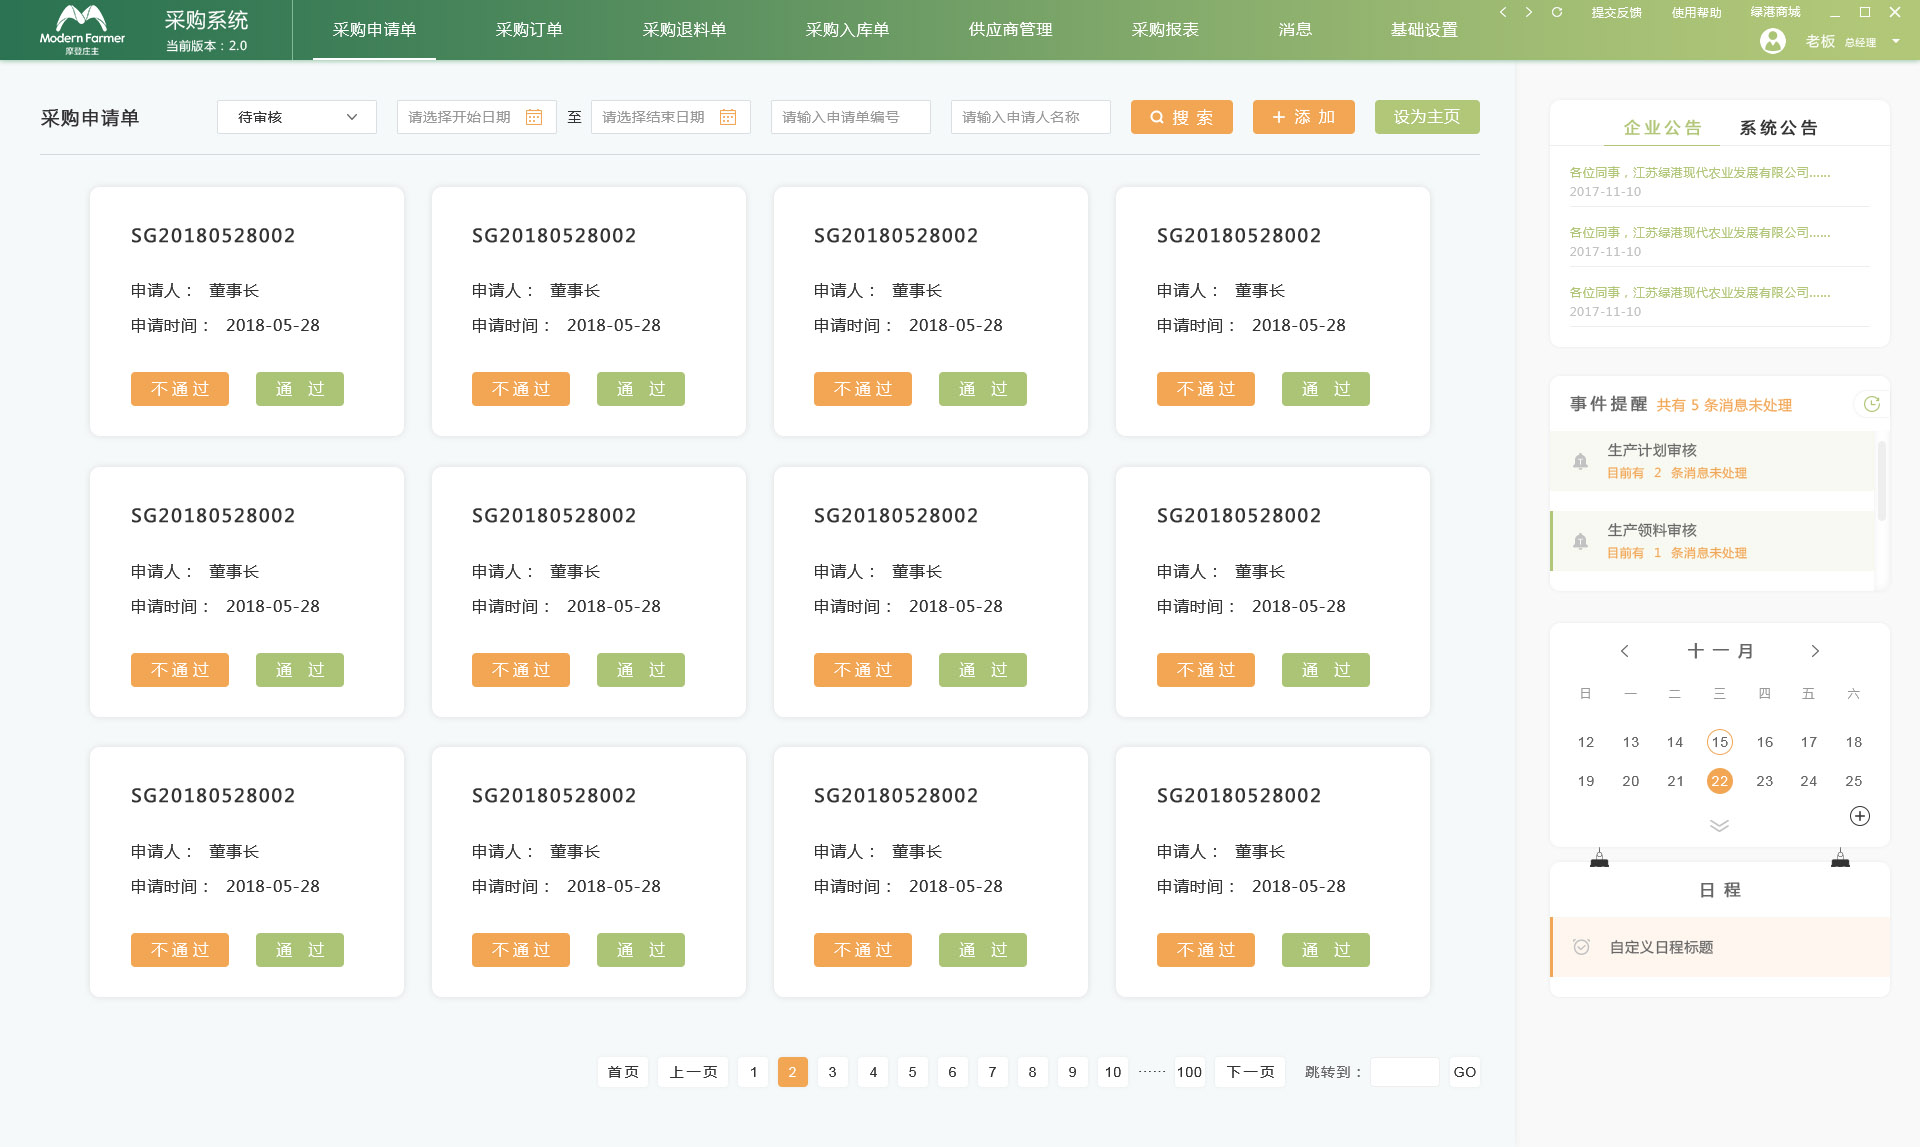 Modern Farmer
摩登庄主
采购系统
当前版本：2.0
采购申请单 采购订单 采购退料单 采购入库单 供应商管理 采购报表 消息 基础设置
提交反馈 使用帮助 绿港商城
老板 总经理
采购申请单 待审核 请选择开始日期 至 请选择结束日期 请输入申请单编号 请输入申请人名称 搜 索 添 加 设为主页
SG20180528002 SG20180528002 SG20180528002 SG20180528002
申请人： 董事长 申请人： 董事长 申请人： 董事长 申请人： 董事长
申请时间： 2018-05-28 申请时间： 2018-05-28 申请时间： 2018-05-28 申请时间： 2018-05-28
不通过 通 过 不通过 通 过 不通过 通 过 不通过 通 过
SG20180528002 SG20180528002 SG20180528002 SG20180528002
申请人： 董事长 申请人： 董事长 申请人： 董事长 申请人： 董事长
申请时间： 2018-05-28 申请时间： 2018-05-28 申请时间： 2018-05-28 申请时间： 2018-05-28
不通过 通 过 不通过 通 过 不通过 通 过 不通过 通 过
SG20180528002 SG20180528002 SG20180528002 SG20180528002
申请人： 董事长 申请人： 董事长 申请人： 董事长 申请人： 董事长
申请时间： 2018-05-28 申请时间： 2018-05-28 申请时间： 2018-05-28 申请时间： 2018-05-28
不通过 通 过 不通过 通 过 不通过 通 过 不通过 通 过
首页 上一页 1 2 3 4 5 6 7 8 9 10 ······ 100 下一页 跳转到： GO
企业公告 系统公告
各位同事，江苏绿港现代农业发展有限公司......
2017-11-10
各位同事，江苏绿港现代农业发展有限公司......
2017-11-10
各位同事，江苏绿港现代农业发展有限公司......
2017-11-10
事件提醒 共有 5 条消息未处理
生产计划审核
目前有 2 条消息未处理
生产领料审核
目前有 1 条消息未处理
十一月
日 一 二 三 四 五 六
12 13 14 15 16 17 18
19 20 21 22 23 24 25
日 程
自定义日程标题